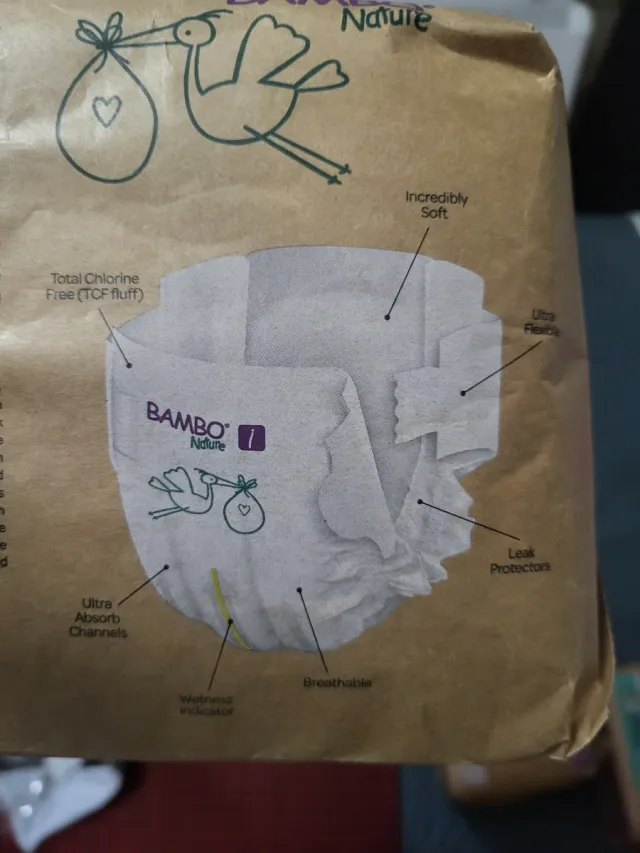 BAMBO
Nature
Incredibly
Soft
Total Chlorine
Free (TCF fluff)
Ultra
Flexible
BAMBO®
Nature
1
Leak
Protectors
Ultra
Absorb
Channels
Breathable
Wetness
Indicator